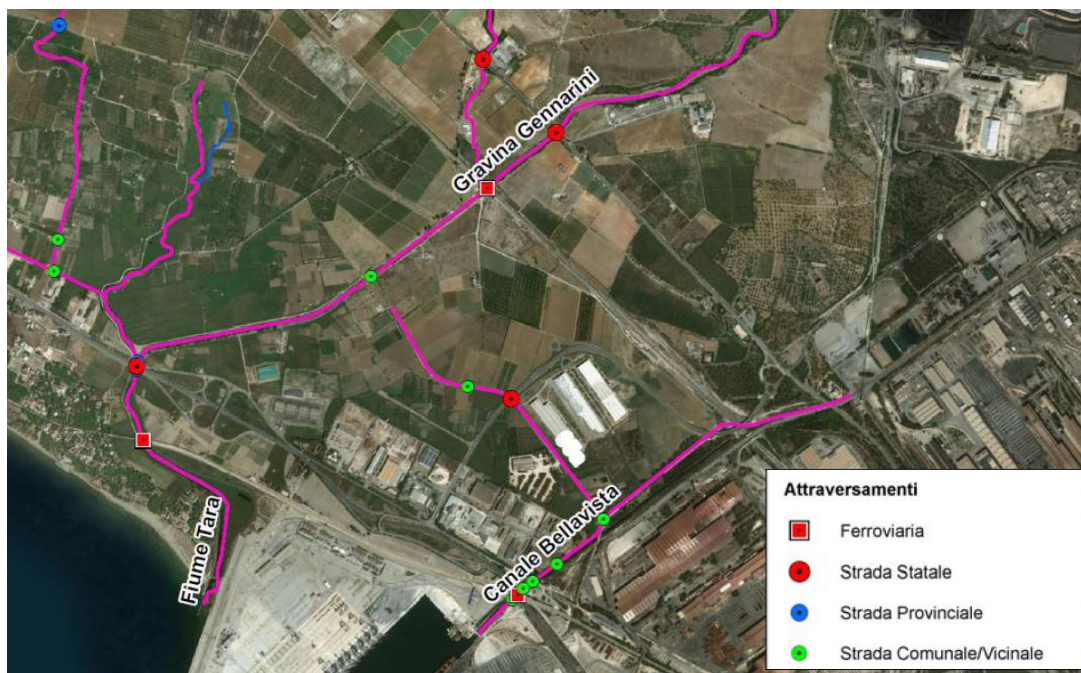 Gravina Gennarini
Fiume Tara
Canale Bellavista
Attraversamenti
Ferroviaria
Strada Statale
Strada Provinciale
Strada Comunale/Vicinale